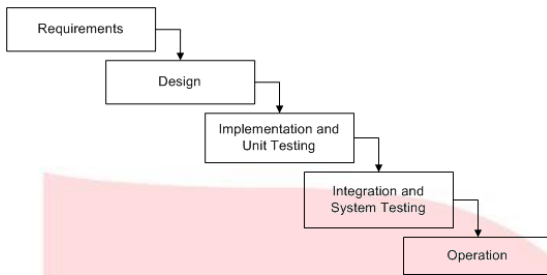 Requirements
Design
Implementation and
Unit Testing
Integration and
System Testing
Operation